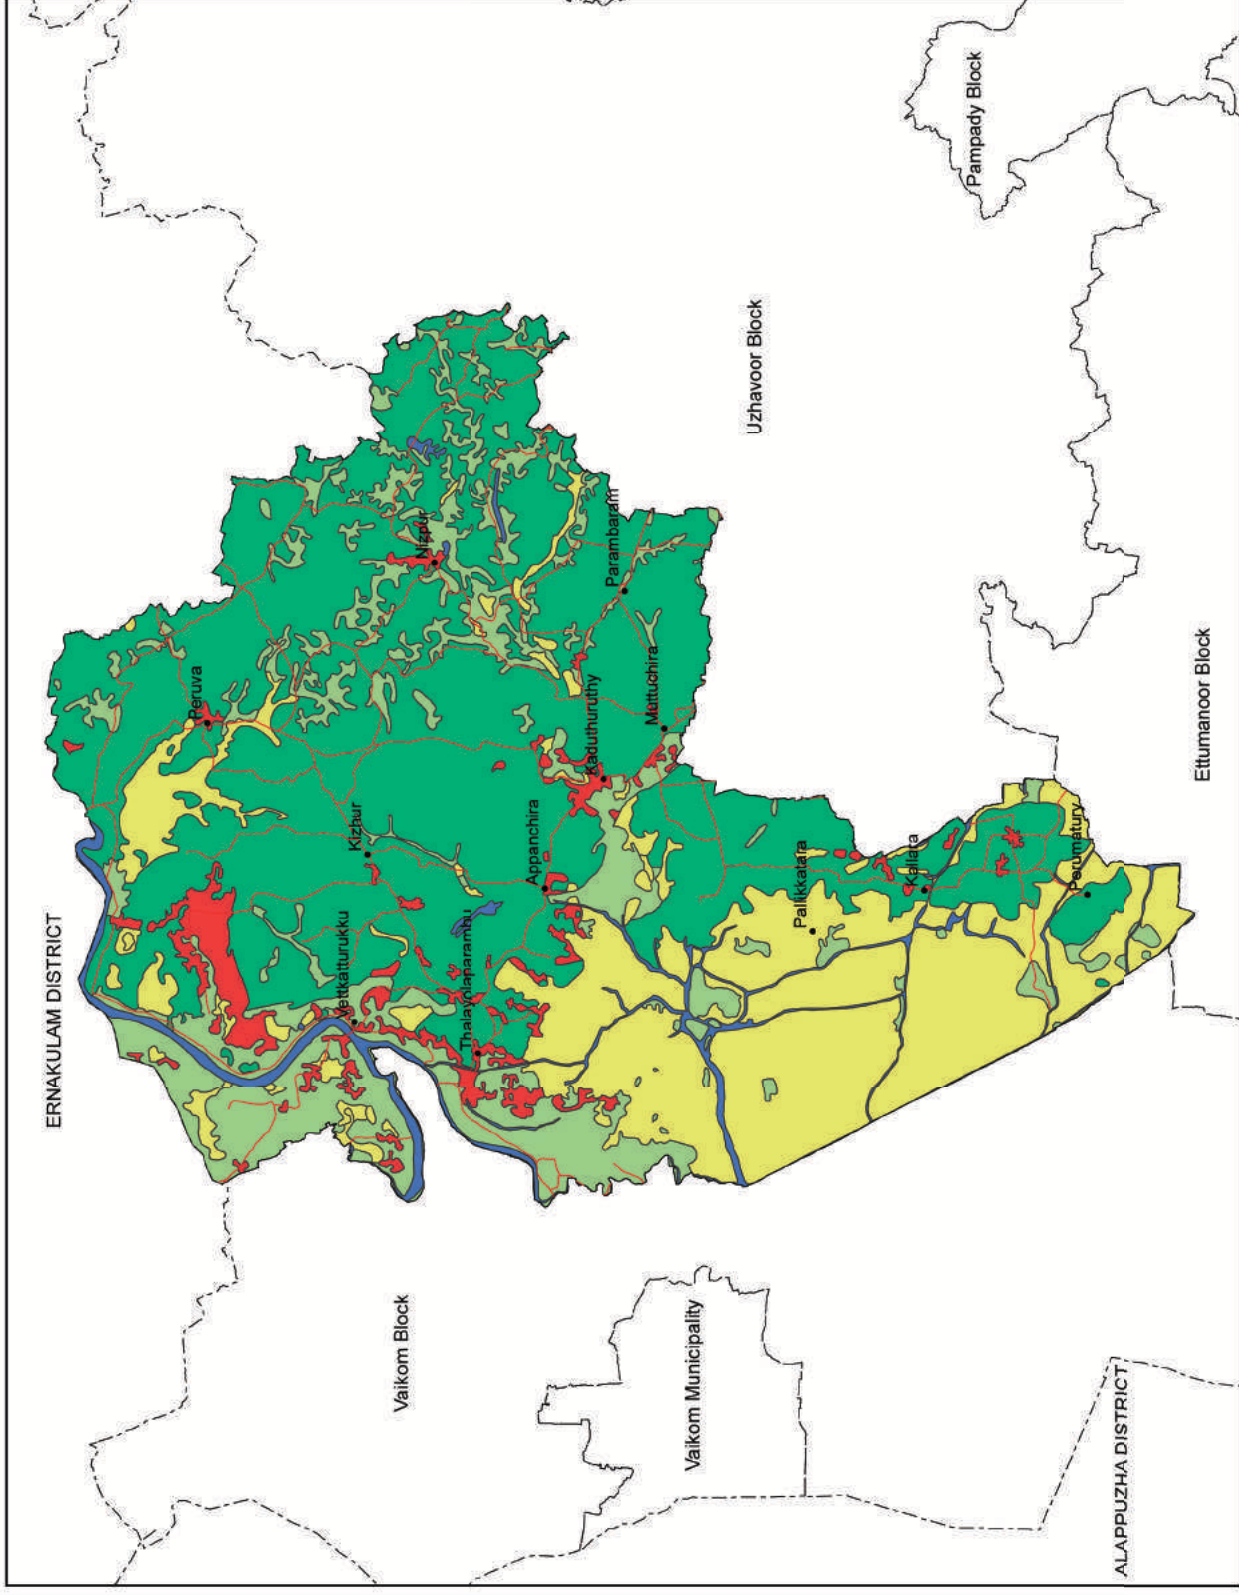 ERNAKULAM DISTRICT
Peruva
Vettkatturukku
Kizhur
Nizpur
Vaikom Block
Thalayolaparambu
Appanchira
Kaduthuruthy
Parambaram
Muttuchira
Vaikom Municipality
Uzhavoor Block
Pallikkatara
Kallara
Pampady Block
Perumatury
ALAPPUZHA DISTRICT
Ettumanoor Block